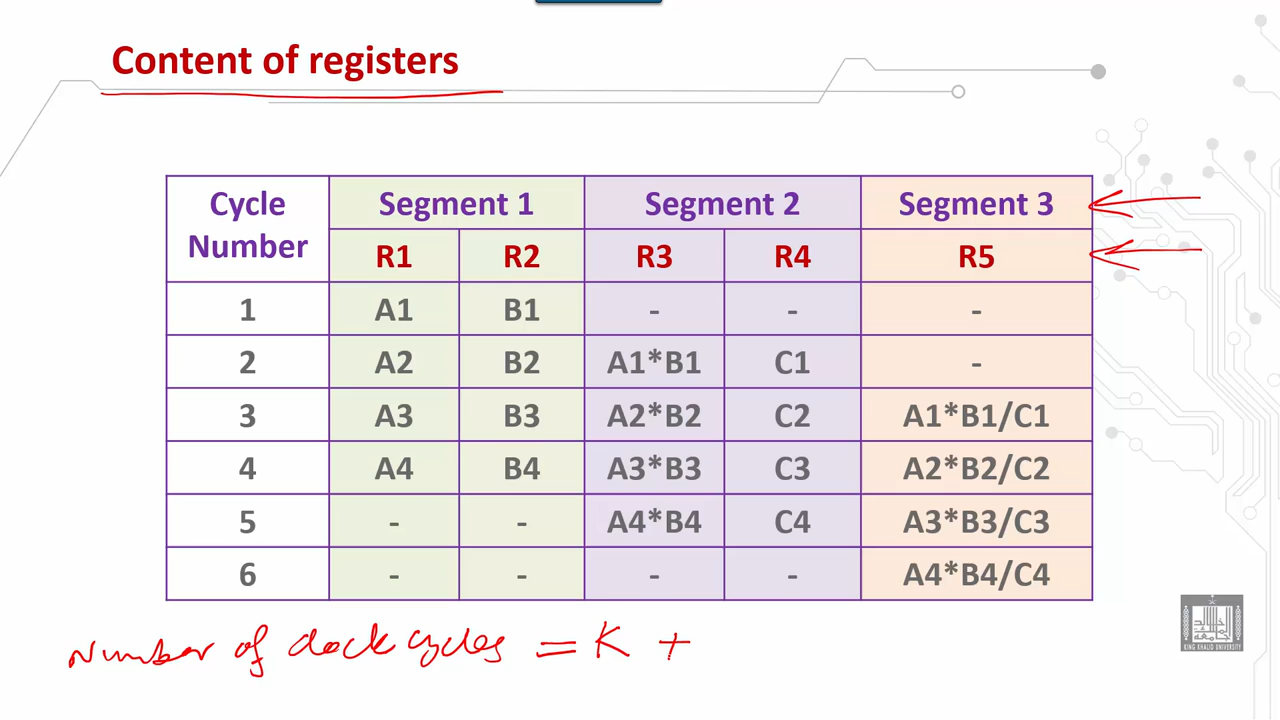 Content of registers
Cycle Number Segment 1 Segment 2 Segment 3
R1 R2 R3 R4 R5
1 A1 B1 - - -
2 A2 B2 A1*B1 C1 -
3 A3 B3 A2*B2 C2 A1*B1/C1
4 A4 B4 A3*B3 C3 A2*B2/C2
5 - - A4*B4 C4 A3*B3/C3
6 - - - - A4*B4/C4
Number of clock cycles = K +
KING KHALID UNIVERSITY